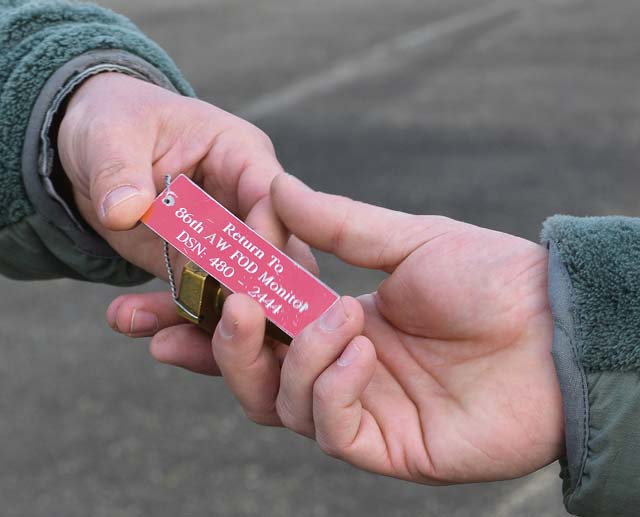 Return To
86th AW FOD Monitor
DSN: 480 - 2444